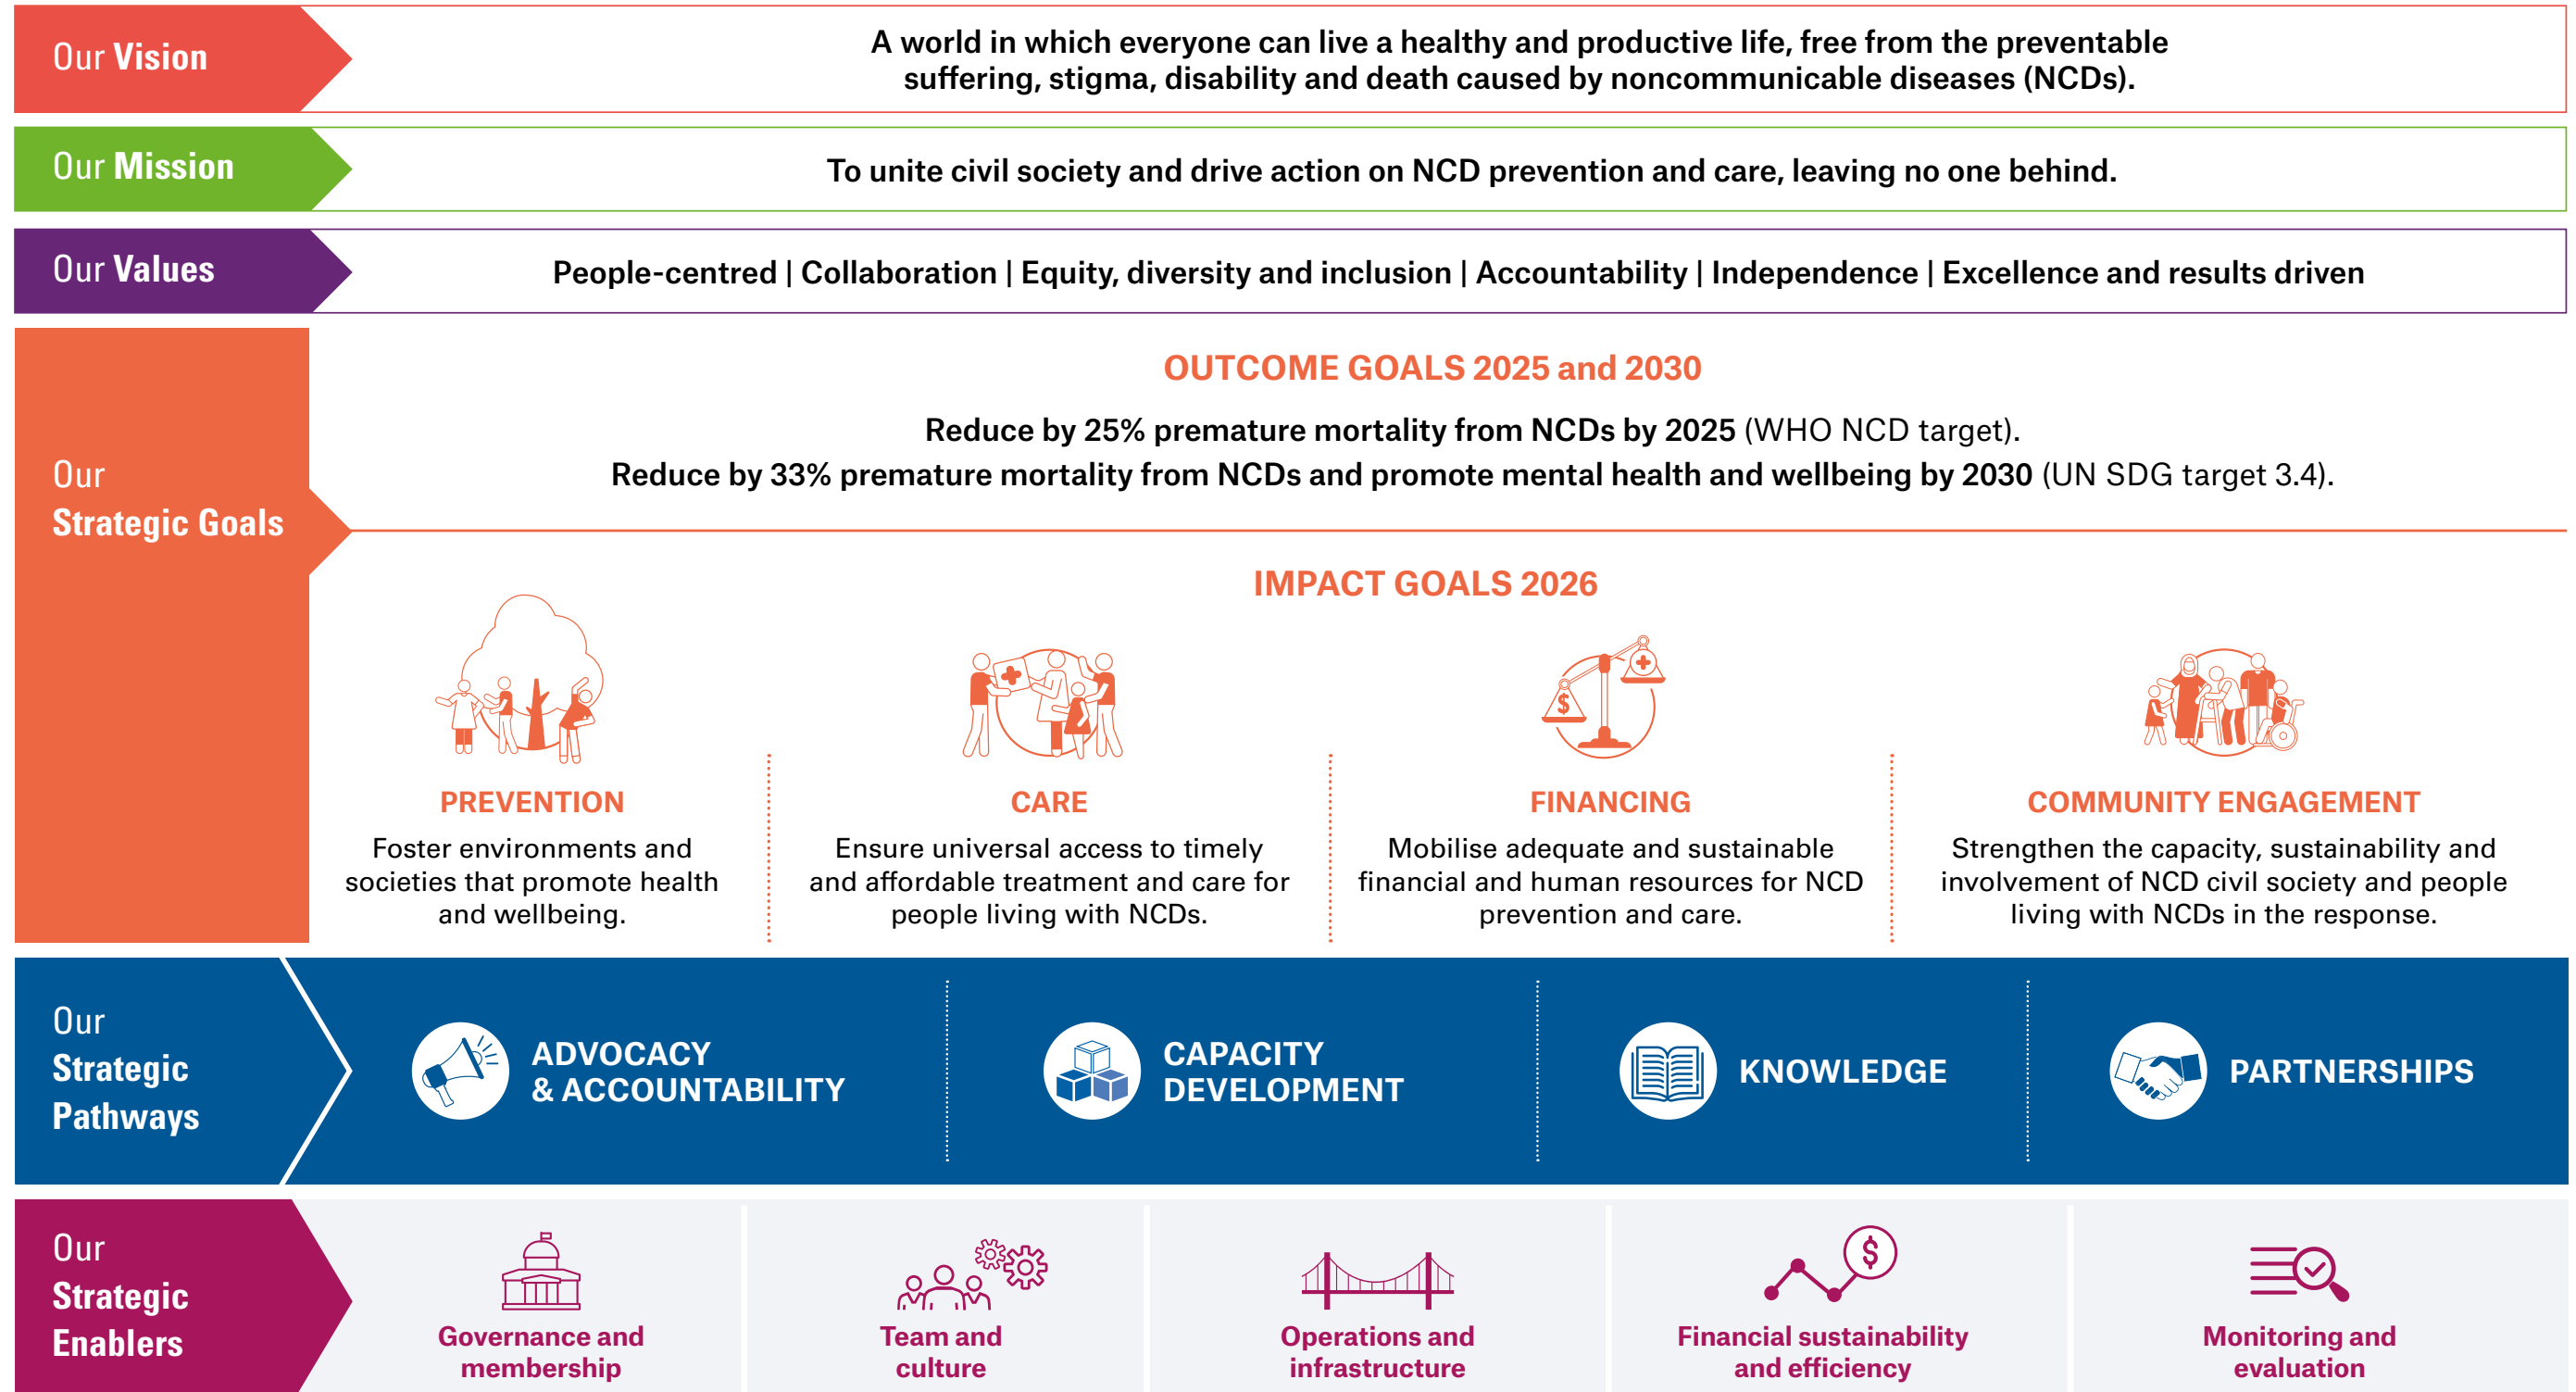 Our Vision
A world in which everyone can live a healthy and productive life, free from the preventable
suffering, stigma, disability and death caused by noncommunicable diseases (NCDs).
Our Mission
To unite civil society and drive action on NCD prevention and care, leaving no one behind.
Our Values
People-centred | Collaboration | Equity, diversity and inclusion | Accountability | Independence | Excellence and results driven
Our
Strategic Goals
OUTCOME GOALS 2025 and 2030
Reduce by 25% premature mortality from NCDs by 2025 (WHO NCD target).
Reduce by 33% premature mortality from NCDs and promote mental health and wellbeing by 2030 (UN SDG target 3.4).
IMPACT GOALS 2026
$
PREVENTION
Foster environments and
societies that promote health
and wellbeing.
CARE
Ensure universal access to timely
and affordable treatment and care for
people living with NCDs.
FINANCING
Mobilise adequate and sustainable
financial and human resources for NCD
prevention and care.
COMMUNITY ENGAGEMENT
Strengthen the capacity, sustainability and
involvement of NCD civil society and people
living with NCDs in the response.
Our
Strategic
Pathways
ADVOCACY
& ACCOUNTABILITY
CAPACITY
DEVELOPMENT
KNOWLEDGE
PARTNERSHIPS
Our
Strategic
Enablers
Governance and
membership
Team and
culture
Operations and
infrastructure
$
Financial sustainability
and efficiency
Monitoring and
evaluation